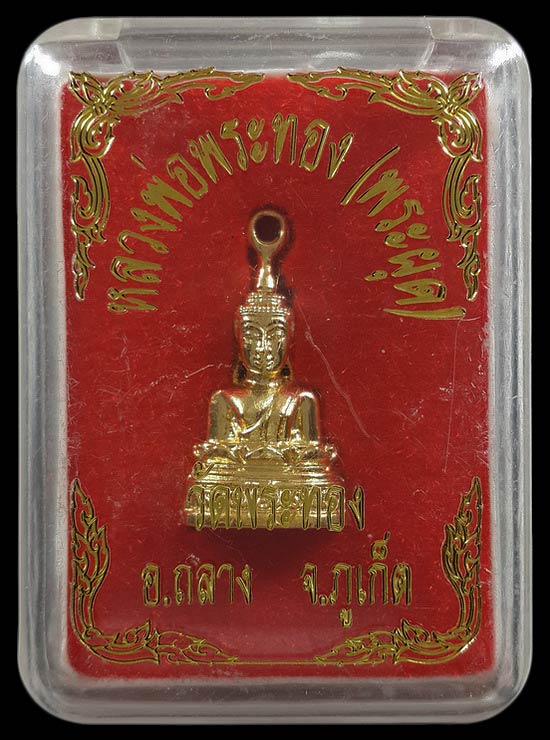 หลวงพ่อพระทอง (พระผุด)
วัดพระทอง
อ.ถลาง จ.ภูเก็ต